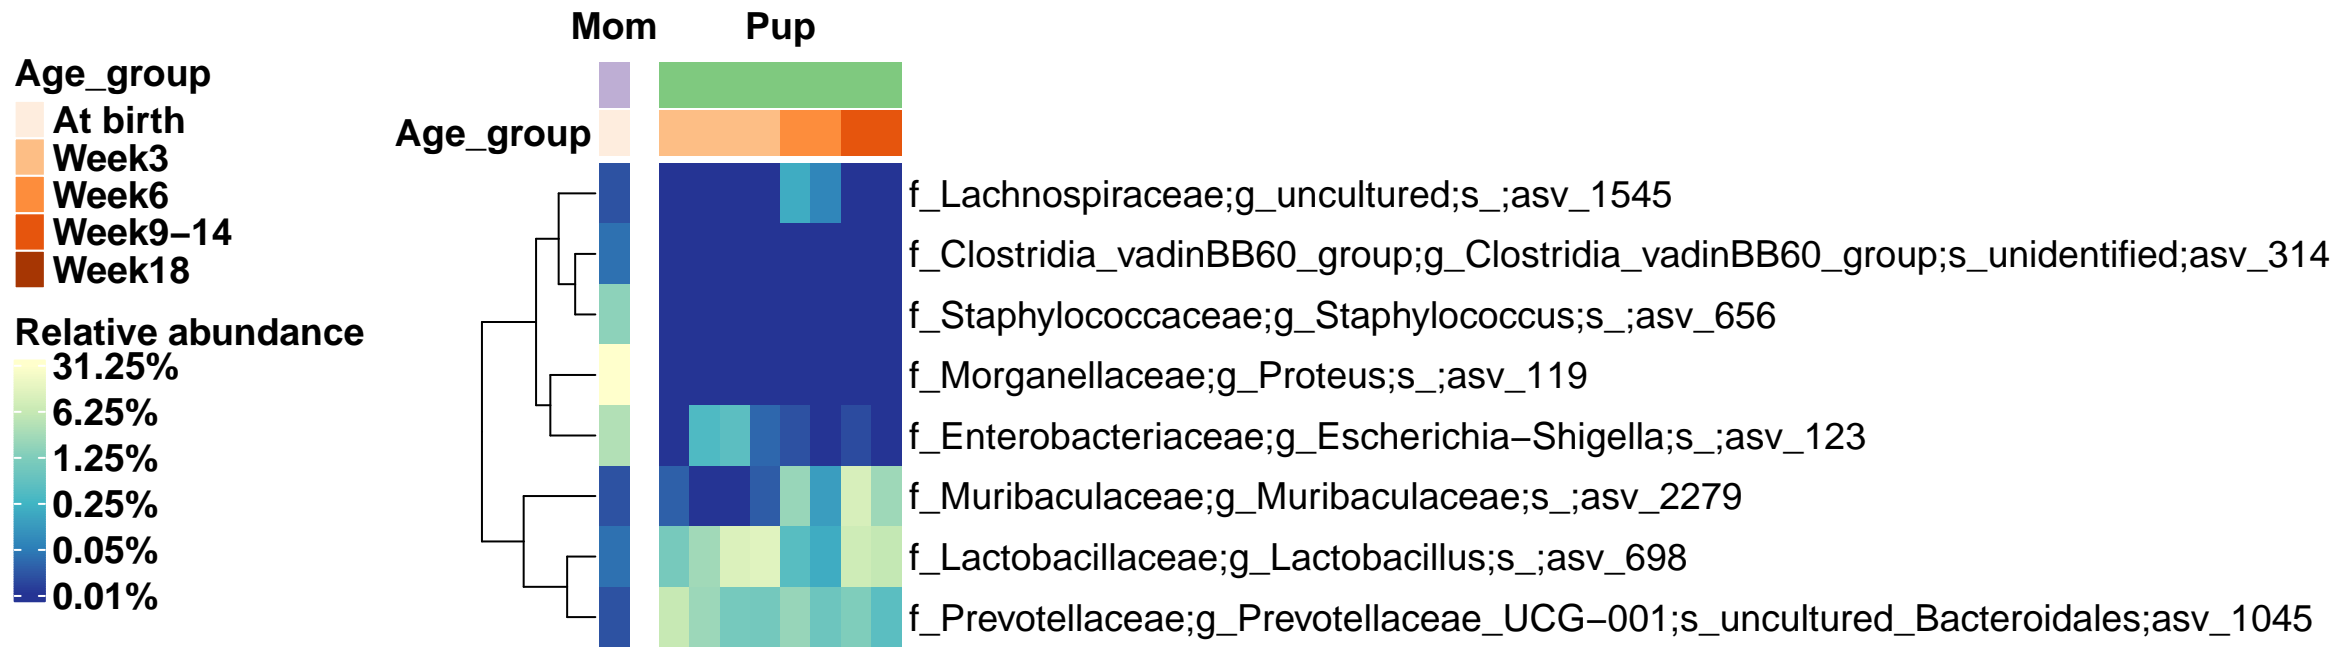 Mom Pup
Age_group
At birth
Week3
Week6
Week9−14
Week18
Relative abundance
31.25%
6.25%
1.25%
0.25%
0.05%
0.01%
Age_group
f_Lachnospiraceae;g_uncultured;s_;asv_1545
f_Clostridia_vadinBB60_group;g_Clostridia_vadinBB60_group;s_unidentified;asv_314
f_Staphylococcaceae;g_Staphylococcus;s_;asv_656
f_Morganellaceae;g_Proteus;s_;asv_119
f_Enterobacteriaceae;g_Escherichia−Shigella;s_;asv_123
f_Muribaculaceae;g_Muribaculaceae;s_;asv_2279
f_Lactobacillaceae;g_Lactobacillus;s_;asv_698
f_Prevotellaceae;g_Prevotellaceae_UCG−001;s_uncultured_Bacteroidales;asv_1045